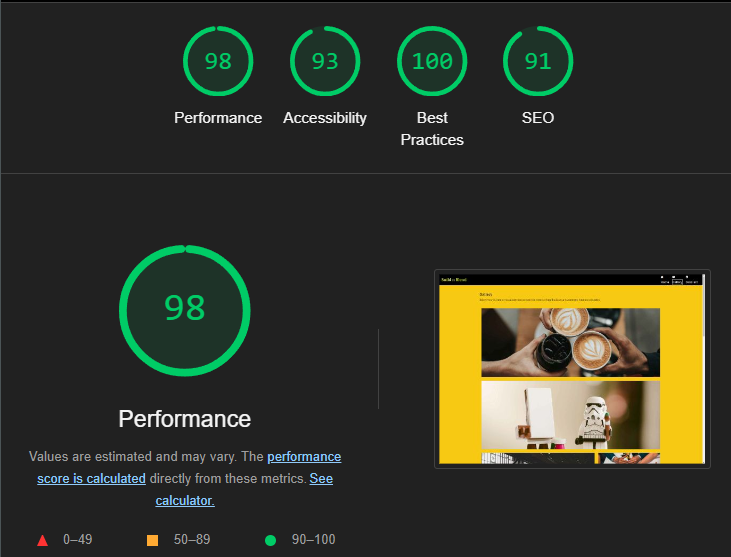 98
93
100
91
Performance
Accessibility
Best
Practices
SEO
98
Performance
Values are estimated and may vary. The performance
score is calculated directly from these metrics. See
calculator.
0–49
50–89
90–100